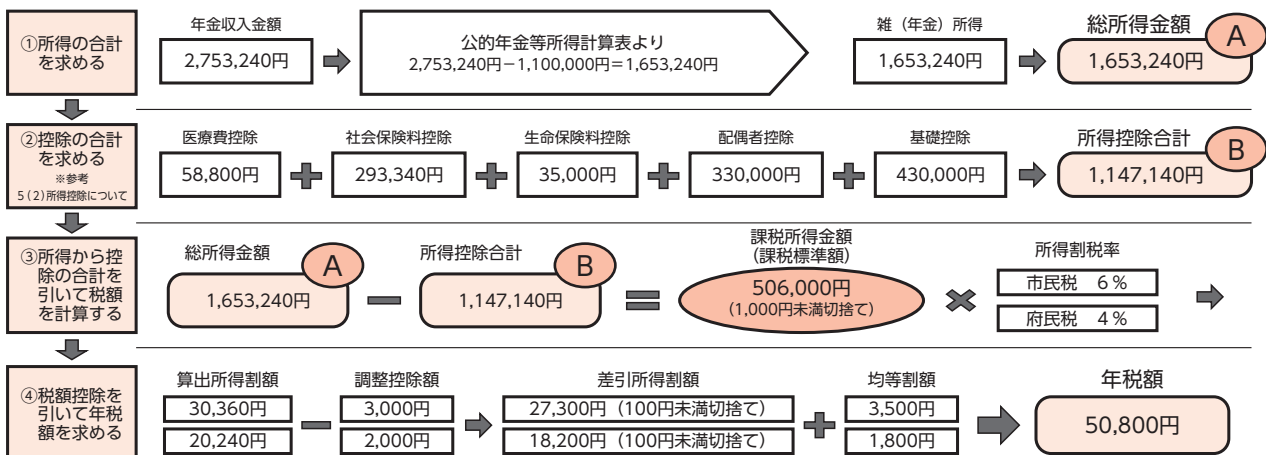 ①所得の合計
を求める
年金収入金額
2,753,240円
公的年金等所得計算表より
2,753,240円－1,100,000円＝1,653,240円
雑（年金）所得
1,653,240円
総所得金額
A
1,653,240円
②控除の合計
を求める
※参考
5(2)所得控除について
医療費控除
58,800円
社会保険料控除
293,340円
生命保険料控除
35,000円
配偶者控除
330,000円
基礎控除
430,000円
所得控除合計
B
1,147,140円
③所得から控
除の合計を
引いて税額
を計算する
総所得金額
A
1,653,240円
所得控除合計
B
1,147,140円
課税所得金額
(課税標準額)
506,000円
(1,000円未満切捨て)
所得割税率
市民税　6％
府民税　4％
④税額控除を
引いて年税
額を求める
算出所得割額
30,360円
20,240円
調整控除額
3,000円
2,000円
差引所得割額
27,300円（100円未満切捨て）
18,200円（100円未満切捨て）
均等割額
3,500円
1,800円
年税額
50,800円